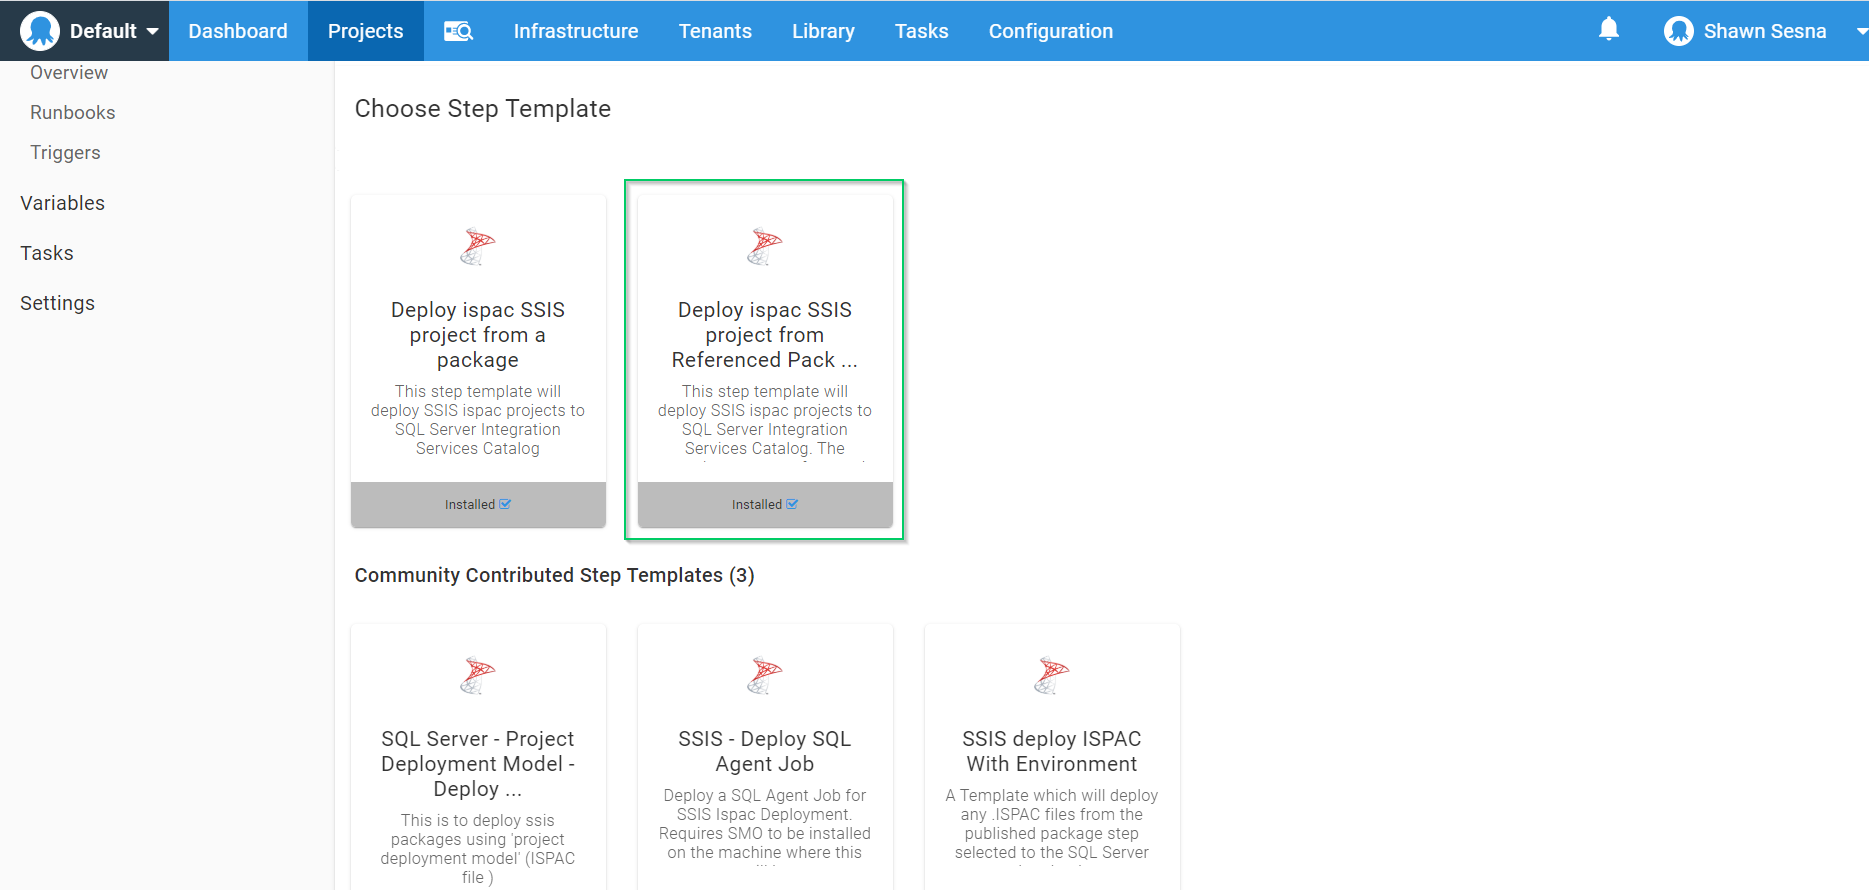 Default
Dashboard
Projects
Infrastructure
Tenants
Library
Tasks
Configuration
Shawn Sesna
Overview
Runbooks
Triggers
Variables
Tasks
Settings
Choose Step Template
Deploy ispac SSIS
project from a
package
This step template will
deploy SSIS ispac projects to
SQL Server Integration
Services Catalog
Installed
Deploy ispac SSIS
project from
Referenced Pack ...
This step template will
deploy SSIS ispac projects to
SQL Server Integration
Services Catalog. The
Installed
Community Contributed Step Templates (3)
SQL Server - Project
Deployment Model -
Deploy ...
This is to deploy ssis
packages using 'project
deployment model' (ISPAC
file )
SSIS - Deploy SQL
Agent Job
Deploy a SQL Agent Job for
SSIS Ispac Deployment.
Requires SMO to be installed
on the machine where this
SSIS deploy ISPAC
With Environment
A Template which will deploy
any .ISPAC files from the
published package step
selected to the SQL Server